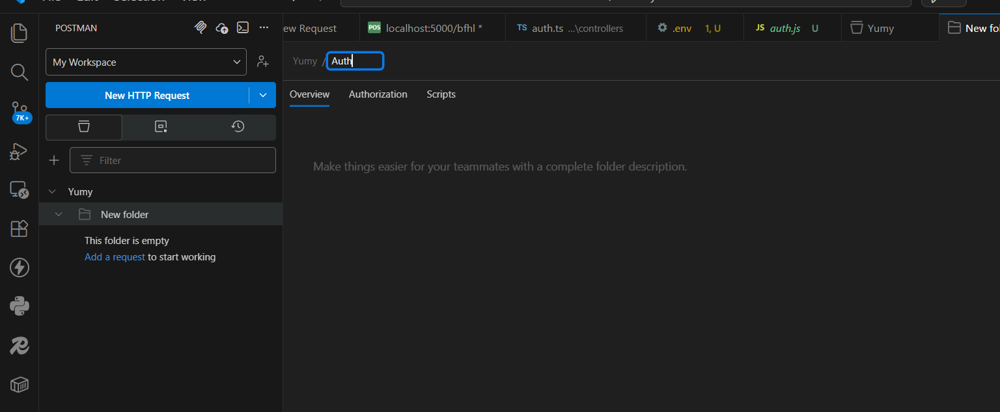 POSTMAN
ew Request
POS localhost:5000/bfhl *
TS auth.ts ...\controllers
.env 1, U
JS auth.js U
Yumy
New fo
My Workspace
Yumy / Auth
New HTTP Request
Overview Authorization Scripts
7K+
Filter
Make things easier for your teammates with a complete folder description.
Yumy
New folder
This folder is empty
Add a request to start working